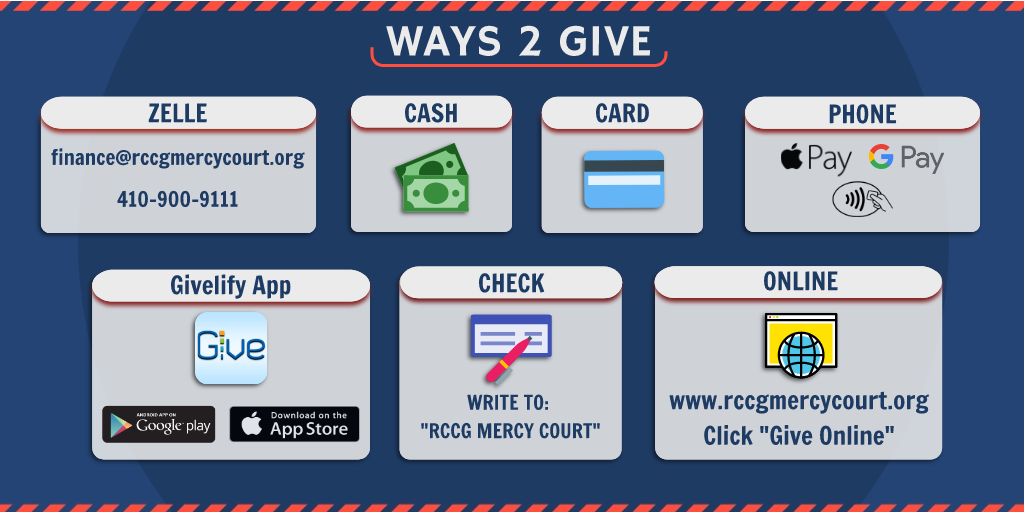 WAYS 2 GIVE
ZELLE
finance@rccgmercycourt.org
410-900-9111
CASH
CARD
PHONE
Pay G Pay
Givelify App
Give
ANDROID APP ON
Google play
Download on the
App Store
CHECK
WRITE TO:
"RCCG MERCY COURT"
ONLINE
www.rccgmercycourt.org
Click "Give Online"